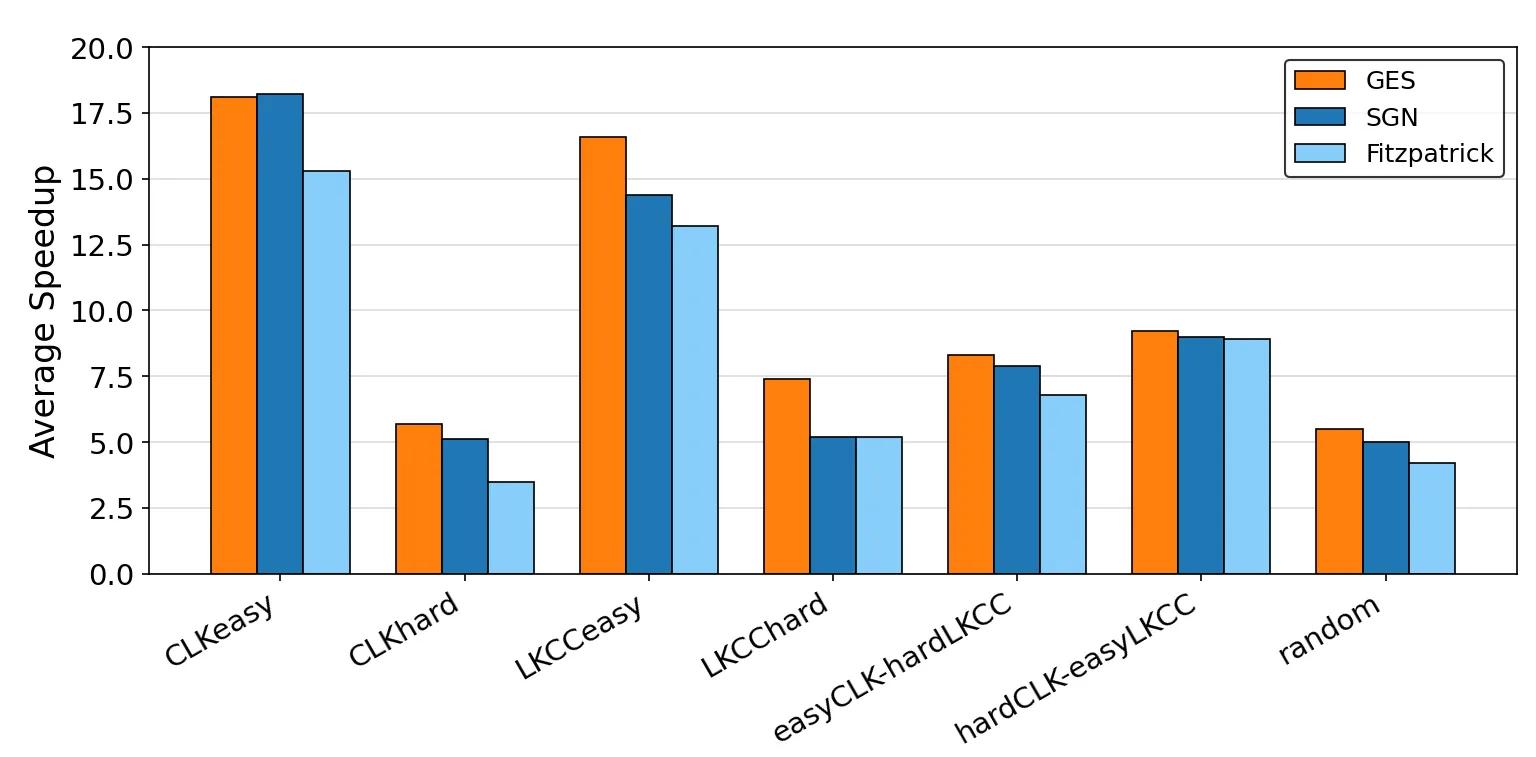 Average Speedup
20.0
17.5
15.0
12.5
10.0
7.5
5.0
2.5
0.0
GES
SGN
Fitzpatrick
CLKeasy
CLKhard
LKCCeasy
LKCChard
easyCLK-hardLKCC
hardCLK-easyLKCC
random